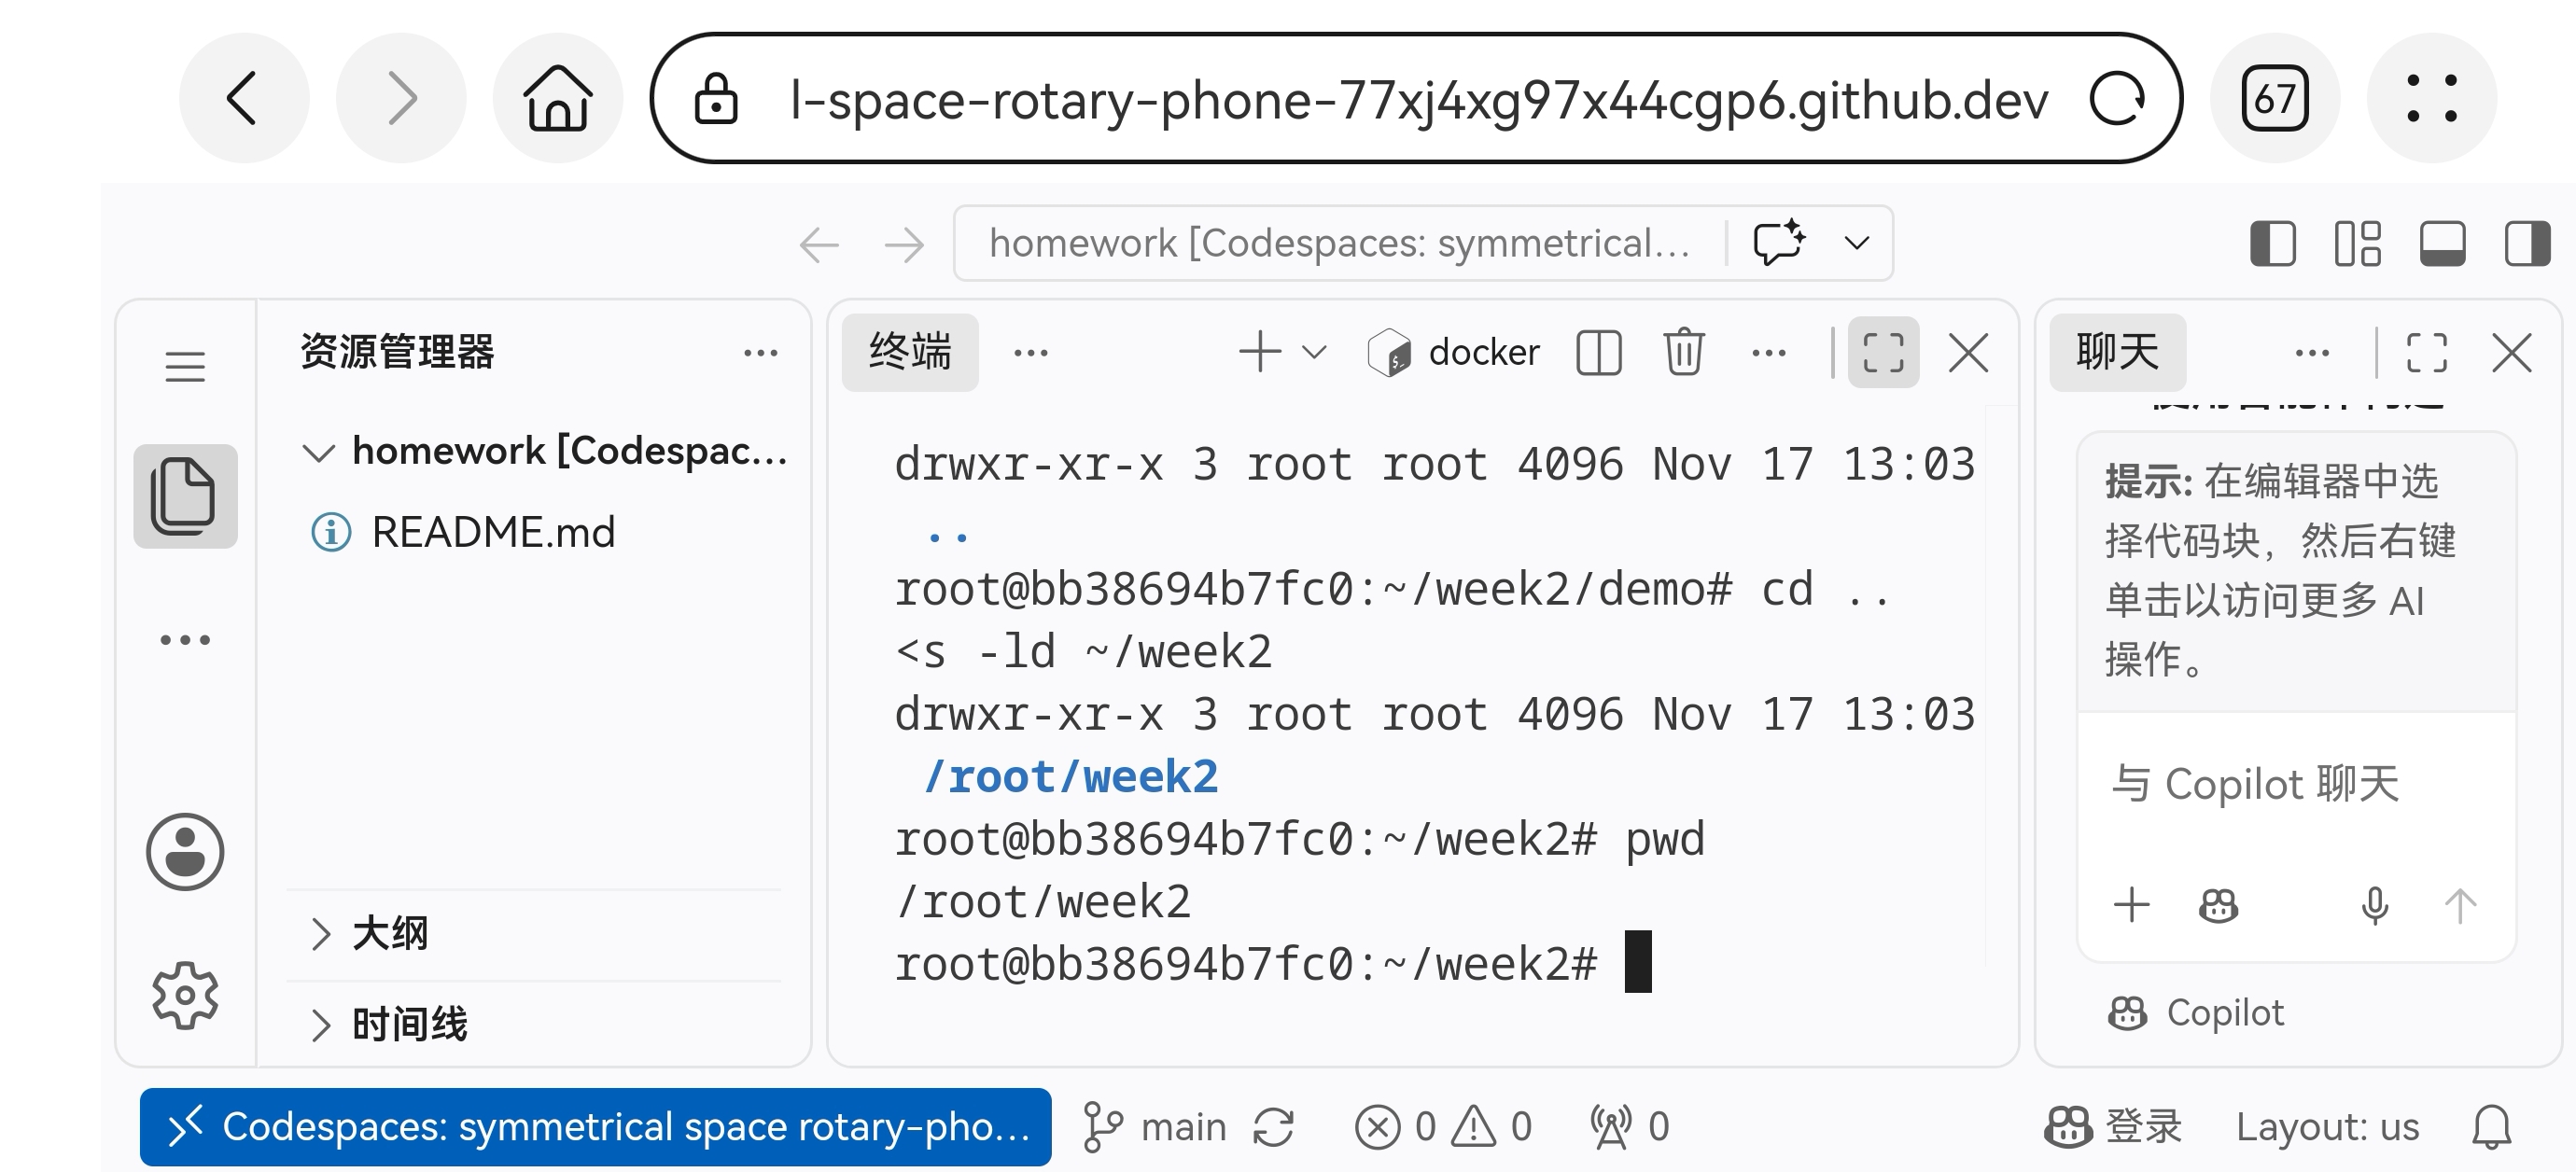 l-space-rotary-phone-77xj4xg97x44cgp6.github.dev
67
homework [Codespaces: symmetrical...
资源管理器
homework [Codespac...
README.md
大纲
时间线
终端
docker
drwxr-xr-x 3 root root 4096 Nov 17 13:03
..
root@bb38694b7fc0:~/week2/demo# cd ..
<s -ld ~/week2
drwxr-xr-x 3 root root 4096 Nov 17 13:03
/root/week2
root@bb38694b7fc0:~/week2# pwd
/root/week2
root@bb38694b7fc0:~/week2#
聊天
提示: 在编辑器中选
择代码块，然后右键
单击以访问更多 AI
操作。
与 Copilot 聊天
Copilot
Codespaces: symmetrical space rotary-pho...
main
0
0
0
登录
Layout: us